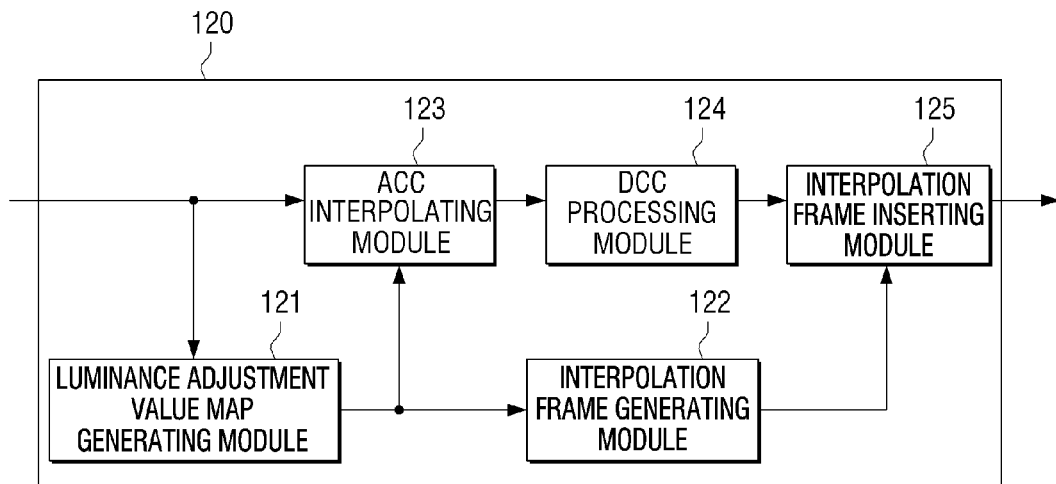 120
123
124
125
ACC
INTERPOLATING
MODULE
DCC
PROCESSING
MODULE
INTERPOLATION
FRAME INSERTING
MODULE
121
122
LUMINANCE ADJUSTMENT
VALUE MAP
GENERATING MODULE
INTERPOLATION
FRAME GENERATING
MODULE